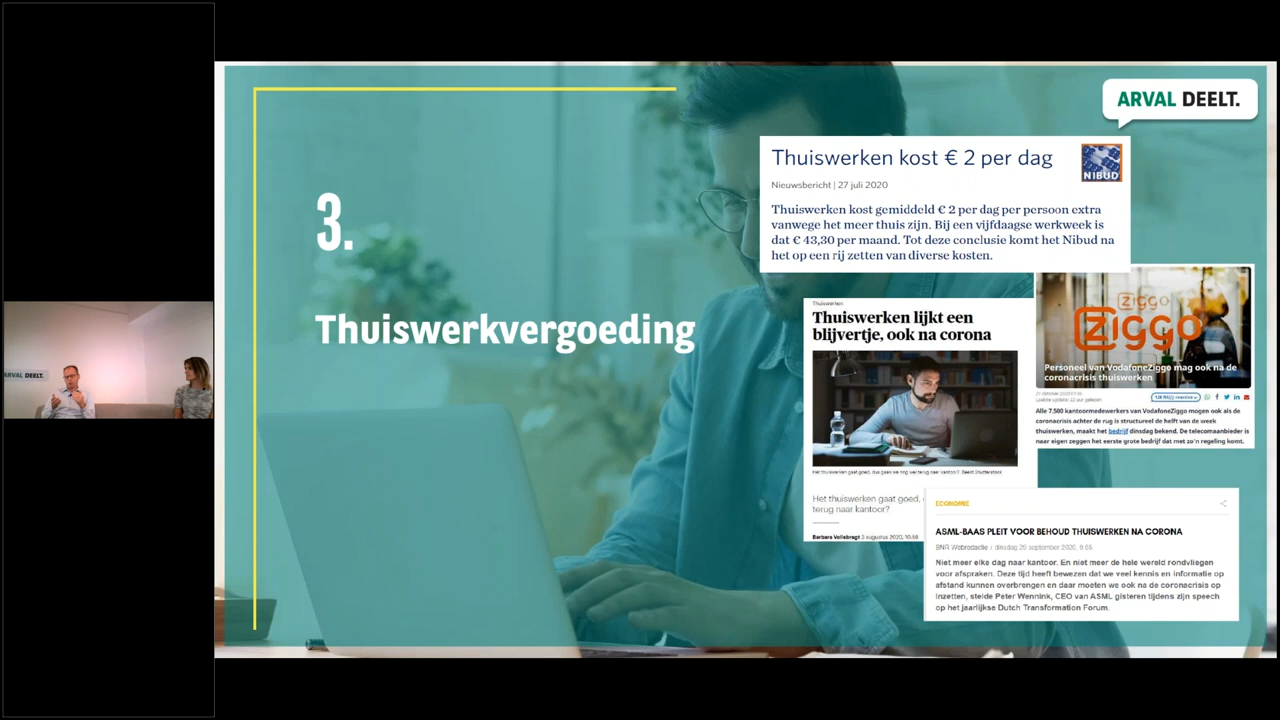 ARVAL DEELT.
3.
Thuiswerkvergoeding
Thuiswerken kost € 2 per dag
NIBUD
Nieuwsbericht | 27 juli 2020
Thuiswerken kost gemiddeld € 2 per dag per persoon extra
vanwege het meer thuis zijn. Bij een vijfdaagse werkweek is
dat € 43,30 per maand. Tot deze conclusie komt het Nibud na
het op een rij zetten van diverse kosten.
Thuiswerken
Thuiswerken lijkt een
blijvertje, ook na corona
Het thuiswerken gaat goed,
terug naar kantoor?
Barbara Vollebregt 3 augustus 2020,
ziggo
ziggo
Personeel van VodafoneZiggo mag ook na de
coronacrisis thuiswerken
Alle 7.500 kantoormedewerkers van VodafoneZiggo mogen ook als de
coronacrisis achter de rug is structureel de helft van de week
thuiswerken, maakt het bedrijf dinsdag bekend. De telecomaanbieder is
naar eigen zeggen het eerste grote bedrijf dat met zo'n regeling komt.
ECONOMIE
ASML-BAAS PLEIT VOOR BEHOUD THUISWERKEN NA CORONA
BNR Webredactie / dinsdag 29 september 2020,
Niet meer elke dag naar kantoor. En niet meer de hele wereld rondvliegen
voor afspraken. Deze tijd heeft bewezen dat we veel kennis en informatie op
afstand kunnen overbrengen en daar moeten we ook na de coronacrisis op
inzetten, stelde Peter Wennink, CEO van ASML gisteren tijdens zijn speech
op het jaarlijkse Dutch Transformation Forum.
ARVAL DEELT.